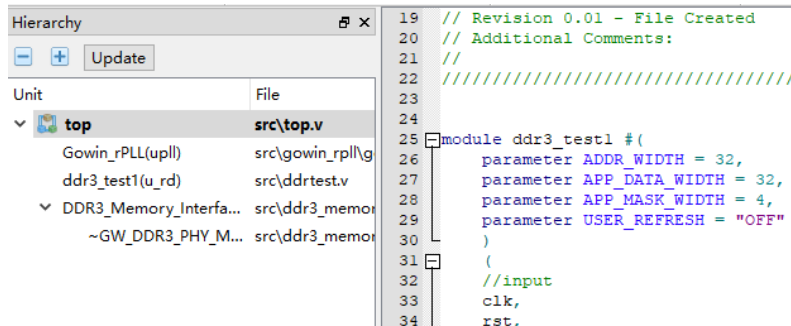 Hierarchy
Update
Unit File
top src\top.v
Gowin_rPLL(upll) src\gowin_rpll\g
ddr3_test1(u_rd) src\ddrtest.v
DDR3_Memory_Interfa... src\ddr3_memor
~GW_DDR3_PHY_M... src\ddr3_memor
19 // Revision 0.01 - File Created
20 // Additional Comments:
21 //
22 ///////////////////////////////////
23
24
25 module ddr3_test1 #(
26 parameter ADDR_WIDTH = 32,
27 parameter APP_DATA_WIDTH = 32,
28 parameter APP_MASK_WIDTH = 4,
29 parameter USER_REFRESH = "OFF"
30 )
31 (
32 //input
33 clk,
34 rst,